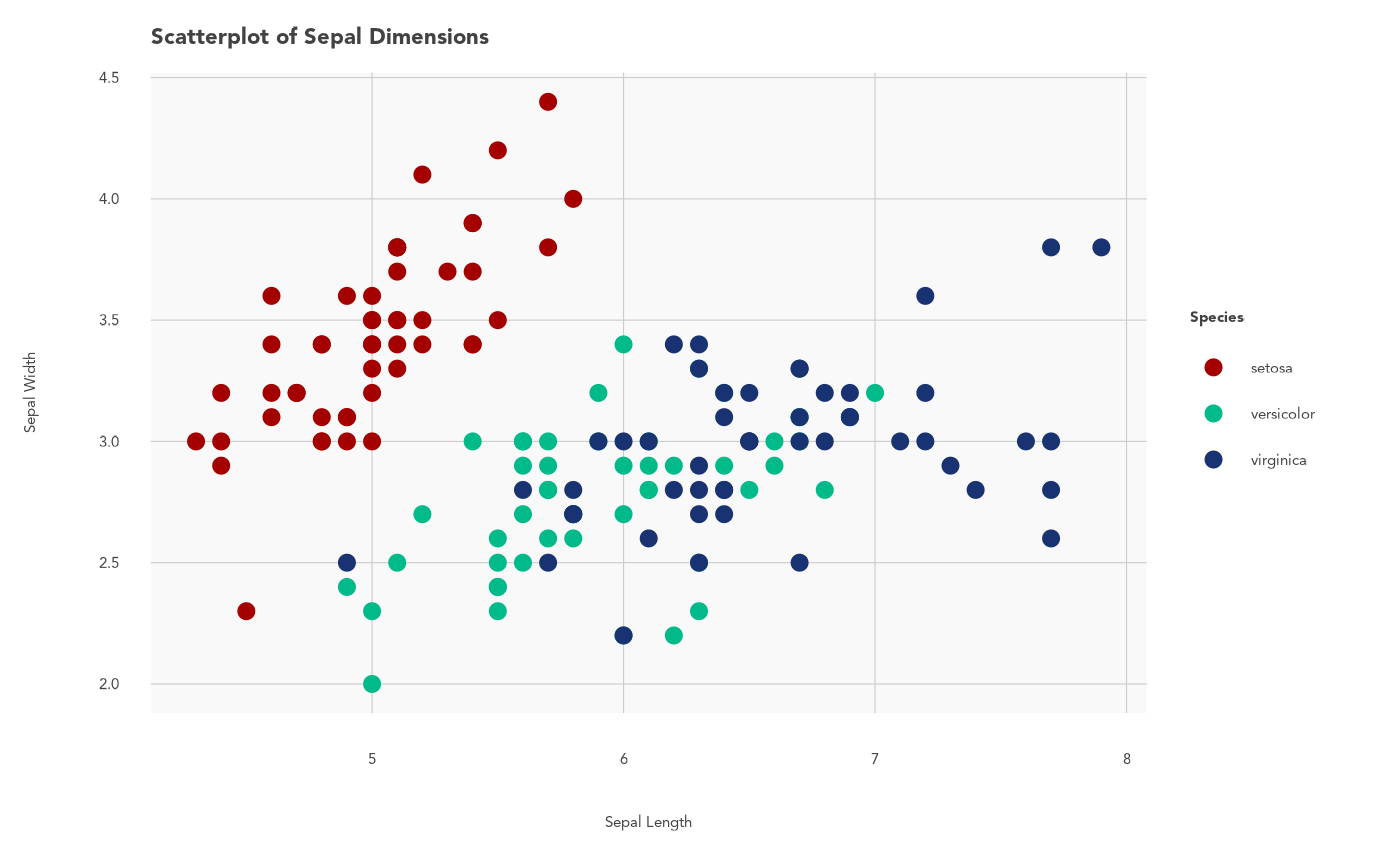 Scatterplot of Sepal Dimensions
4.5
4.0
3.5
3.0
2.5
2.0
Sepal Width
5 6 7 8
Sepal Length
Species
setosa
versicolor
virginica